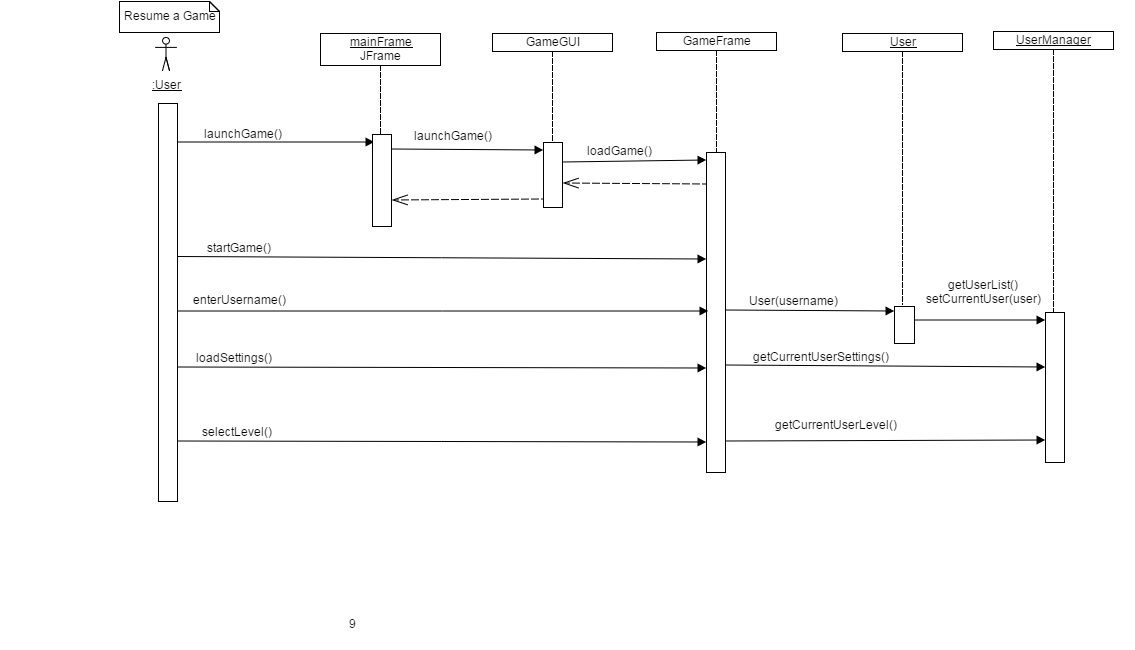 Resume a Game
:User
mainFrame
JFrame
GameGUI
GameFrame
User
UserManager
launchGame()
launchGame()
loadGame()
startGame()
enterUsername()
User(username)
getUserList()
setCurrentUser(user)
loadSettings()
getCurrentUserSettings()
selectLevel()
getCurrentUserLevel()
9